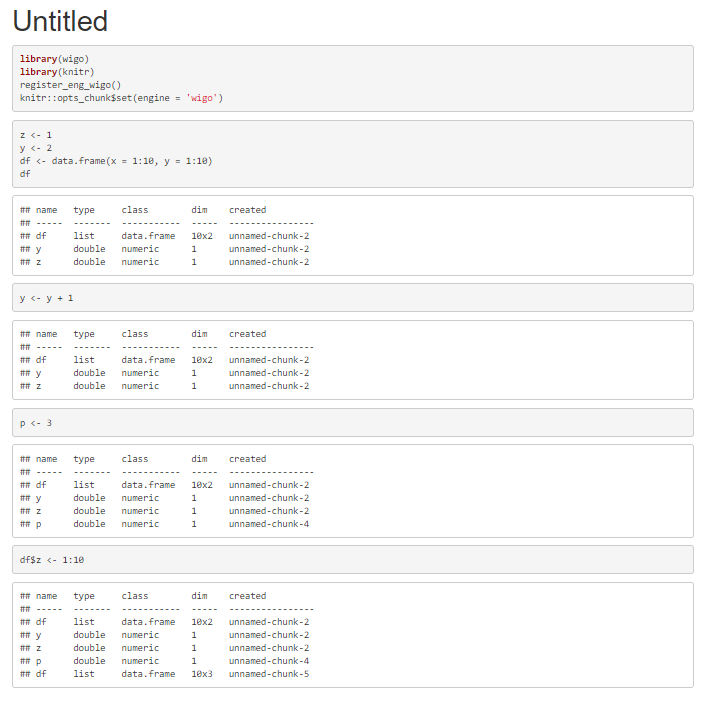 Untitled
library(wigo)
library(knitr)
register_eng_wigo()
knitr::opts_chunk$set(engine = 'wigo')
z <- 1
y <- 2
df <- data.frame(x = 1:10, y = 1:10)
df
## name   type     class        dim    created
## -----  -------  -----------  -----  ----------------
## df     list     data.frame   10x2   unnamed-chunk-2
## y      double   numeric      1      unnamed-chunk-2
## z      double   numeric      1      unnamed-chunk-2
y <- y + 1
## name   type     class        dim    created
## -----  -------  -----------  -----  ----------------
## df     list     data.frame   10x2   unnamed-chunk-2
## y      double   numeric      1      unnamed-chunk-2
## z      double   numeric      1      unnamed-chunk-2
p <- 3
## name   type     class        dim    created
## -----  -------  -----------  -----  ----------------
## df     list     data.frame   10x2   unnamed-chunk-2
## y      double   numeric      1      unnamed-chunk-2
## z      double   numeric      1      unnamed-chunk-2
## p      double   numeric      1      unnamed-chunk-4
df$z <- 1:10
## name   type     class        dim    created
## -----  -------  -----------  -----  ----------------
## df     list     data.frame   10x2   unnamed-chunk-2
## y      double   numeric      1      unnamed-chunk-2
## z      double   numeric      1      unnamed-chunk-2
## p      double   numeric      1      unnamed-chunk-4
## df     list     data.frame   10x3   unnamed-chunk-5